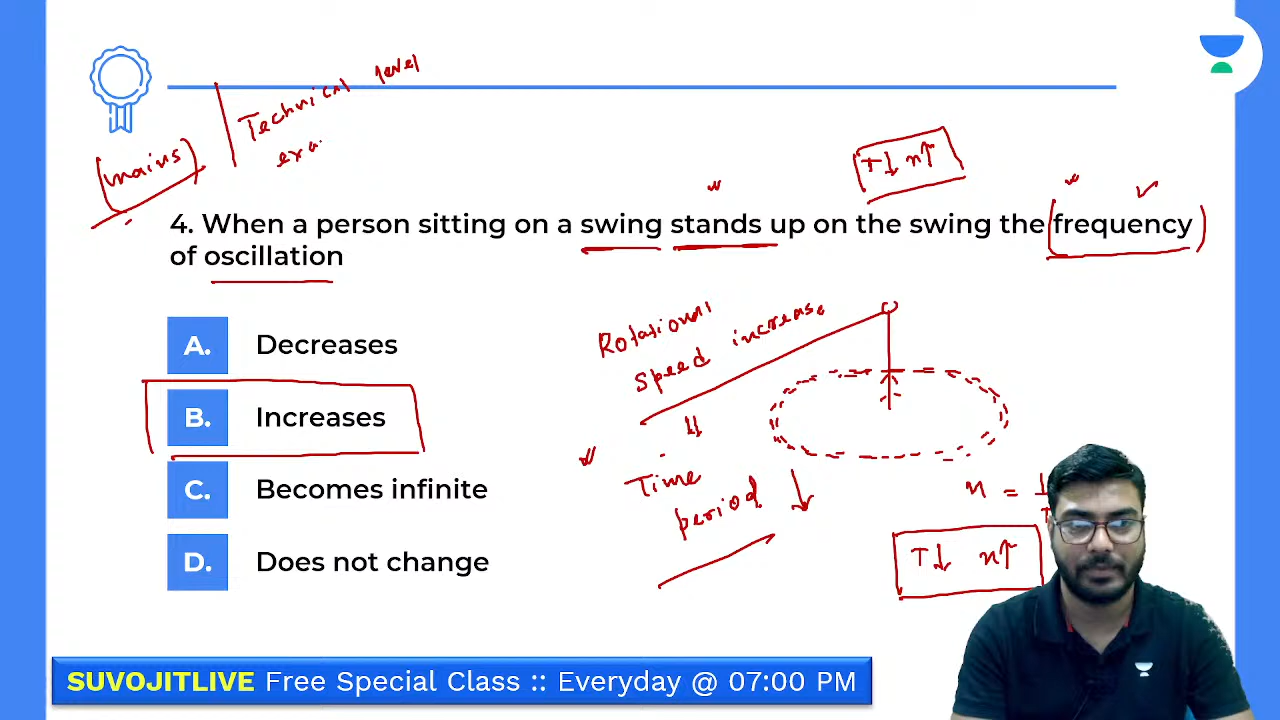 Technical level
exa
(mains)
T↓ n↑
4. When a person sitting on a swing stands up on the swing the frequency
of oscillation
A. Decreases
B. Increases
C. Becomes infinite
D. Does not change
Rotational
speed increase
⇓
Time
period ↓
n = 1
T
T↓ n↑
SUVOJITLIVE Free Special Class :: Everyday @ 07:00 PM